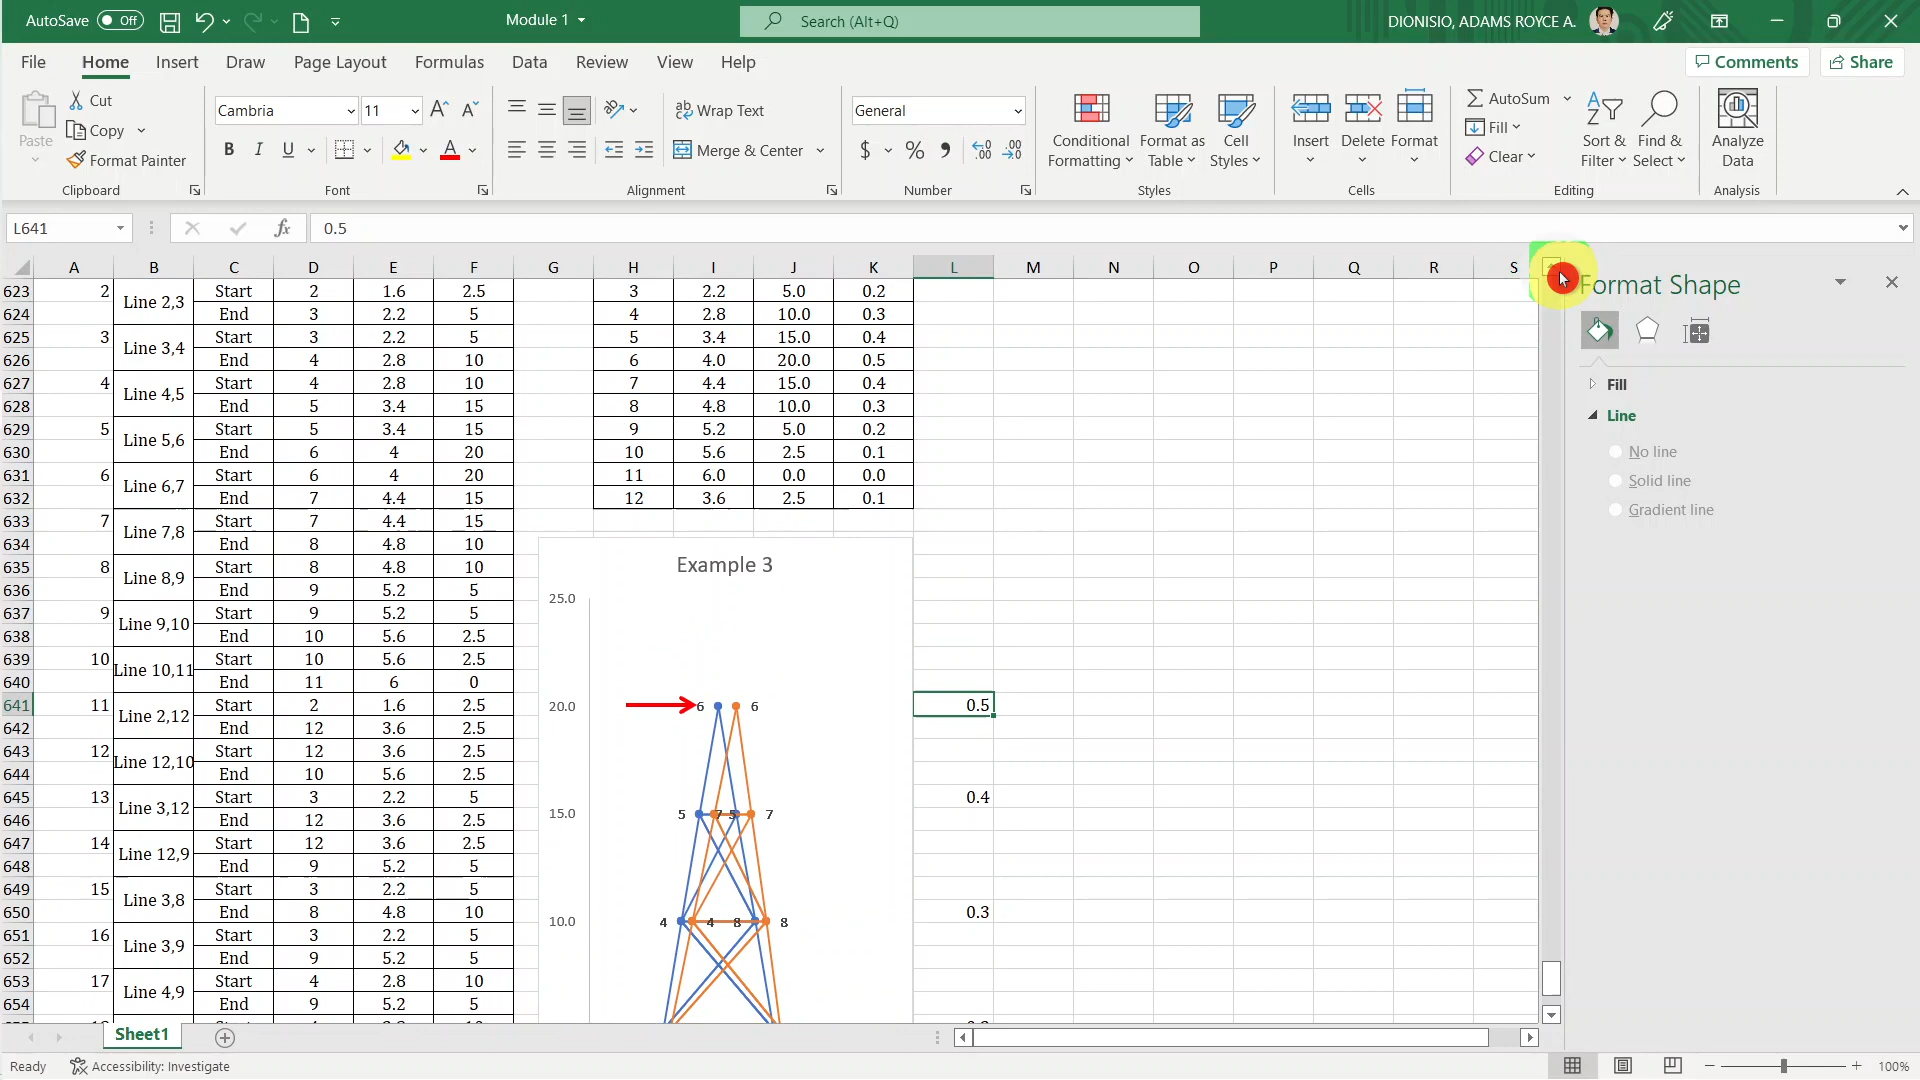 AutoSave Off Module 1 Search (Alt+Q) DIONISIO, ADAMS ROYCE A.
File Home Insert Draw Page Layout Formulas Data Review View Help Comments Share
Paste Cut Copy Format Painter Clipboard
Cambria 11 B I U A Font
Wrap Text Merge & Center Alignment
General $ % Number
Conditional Formatting Format as Table Cell Styles Styles
Insert Delete Format Cells
AutoSum Fill Clear Sort & Filter Find & Select Editing
Analyze Data Analysis
L641 fx 0.5
A B C D E F G H I J K L M N O P Q R S
623 2 Line 2,3 Start 2 1.6 2.5 3 2.2 5.0 0.2
624 End 3 2.2 5 4 2.8 10.0 0.3
625 3 Line 3,4 Start 3 2.2 5 5 3.4 15.0 0.4
626 End 4 2.8 10 6 4.0 20.0 0.5
627 4 Line 4,5 Start 4 2.8 10 7 4.4 15.0 0.4
628 End 5 3.4 15 8 4.8 10.0 0.3
629 5 Line 5,6 Start 5 3.4 15 9 5.2 5.0 0.2
630 End 6 4 20 10 5.6 2.5 0.1
631 6 Line 6,7 Start 6 4 20 11 6.0 0.0 0.0
632 End 7 4.4 15 12 3.6 2.5 0.1
633 7 Line 7,8 Start 7 4.4 15
634 End 8 4.8 10
635 8 Line 8,9 Start 8 4.8 10
636 End 9 5.2 5
637 9 Line 9,10 Start 9 5.2 5
638 End 10 5.6 2.5
639 10 Line 10,11 Start 10 5.6 2.5
640 End 11 6 0
641 11 Line 2,12 Start 2 1.6 2.5 0.5
642 End 12 3.6 2.5
643 12 Line 12,10 Start 12 3.6 2.5
644 End 10 5.6 2.5
645 13 Line 3,12 Start 3 2.2 5 0.4
646 End 12 3.6 2.5
647 14 Line 12,9 Start 12 3.6 2.5
648 End 9 5.2 5
649 15 Line 3,8 Start 3 2.2 5
650 End 8 4.8 10 0.3
651 16 Line 3,9 Start 3 2.2 5
652 End 9 5.2 5
653 17 Line 4,9 Start 4 2.8 10
654 End 9 5.2 5
Example 3
25.0
20.0 6 6
15.0 5 7 5 7
10.0 4 4 8 8
Format Shape
Fill
Line
No line
Solid line
Gradient line
Sheet1
Ready Accessibility: Investigate 100%